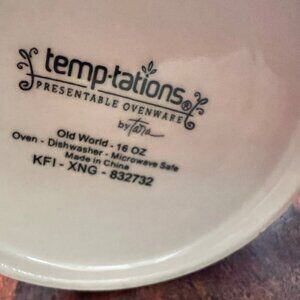 temp-tations®
PRESENTABLE OVENWARE
by tara
Old World - 16 OZ
Oven - Dishwasher - Microwave Safe
Made in China
KFI - XNG - 832732